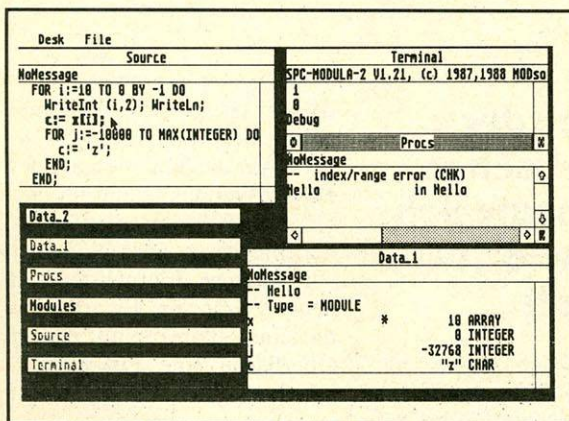 Desk File
Source
NoMessage
FOR i:=10 TO 0 BY -1 DO
WriteInt (i,2); WriteLn;
c:= x[i];
FOR j:=-10000 TO MAX(INTEGER) DO
c:= 'z';
END;
END;
Terminal
SPC-MODULA-2 V1.21, (c) 1987,1988 MODso
1
0
Debug
Procs
NoMessage
-- index/range error (CHK)
Hello in Hello
Data_2
Data_1
Procs
Modules
Source
Terminal
Data_1
NoMessage
-- Hello
-- Type = MODULE
x * 10 ARRAY
i 0 INTEGER
j -32768 INTEGER
c "z" CHAR